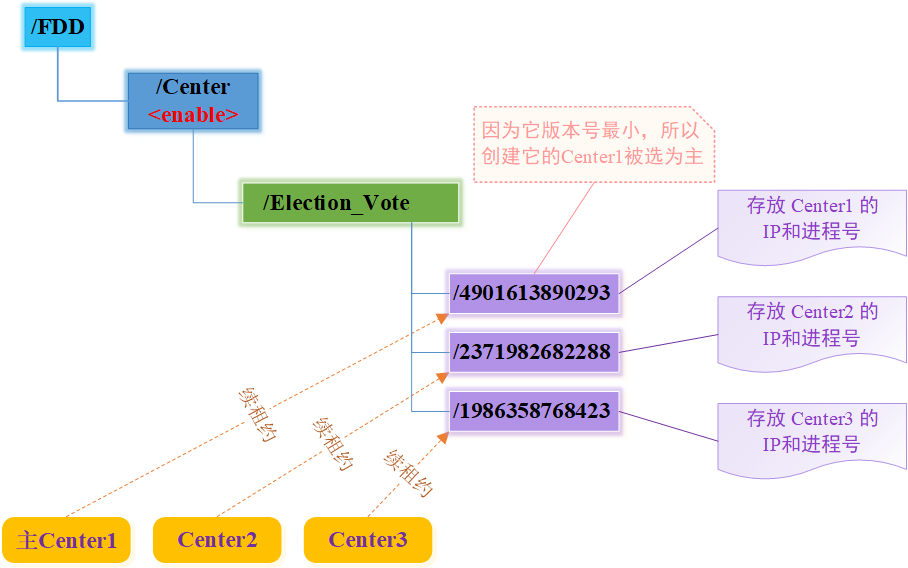 /FDD
/Center
<enable>
/Election_Vote
因为它版本号最小，所以
创建它的Center1被选为主
/4901613890293
/2371982682288
/1986358768423
存放 Center1 的
IP和进程号
存放 Center2 的
IP和进程号
存放 Center3 的
IP和进程号
续租约
续租约
续租约
主Center1
Center2
Center3